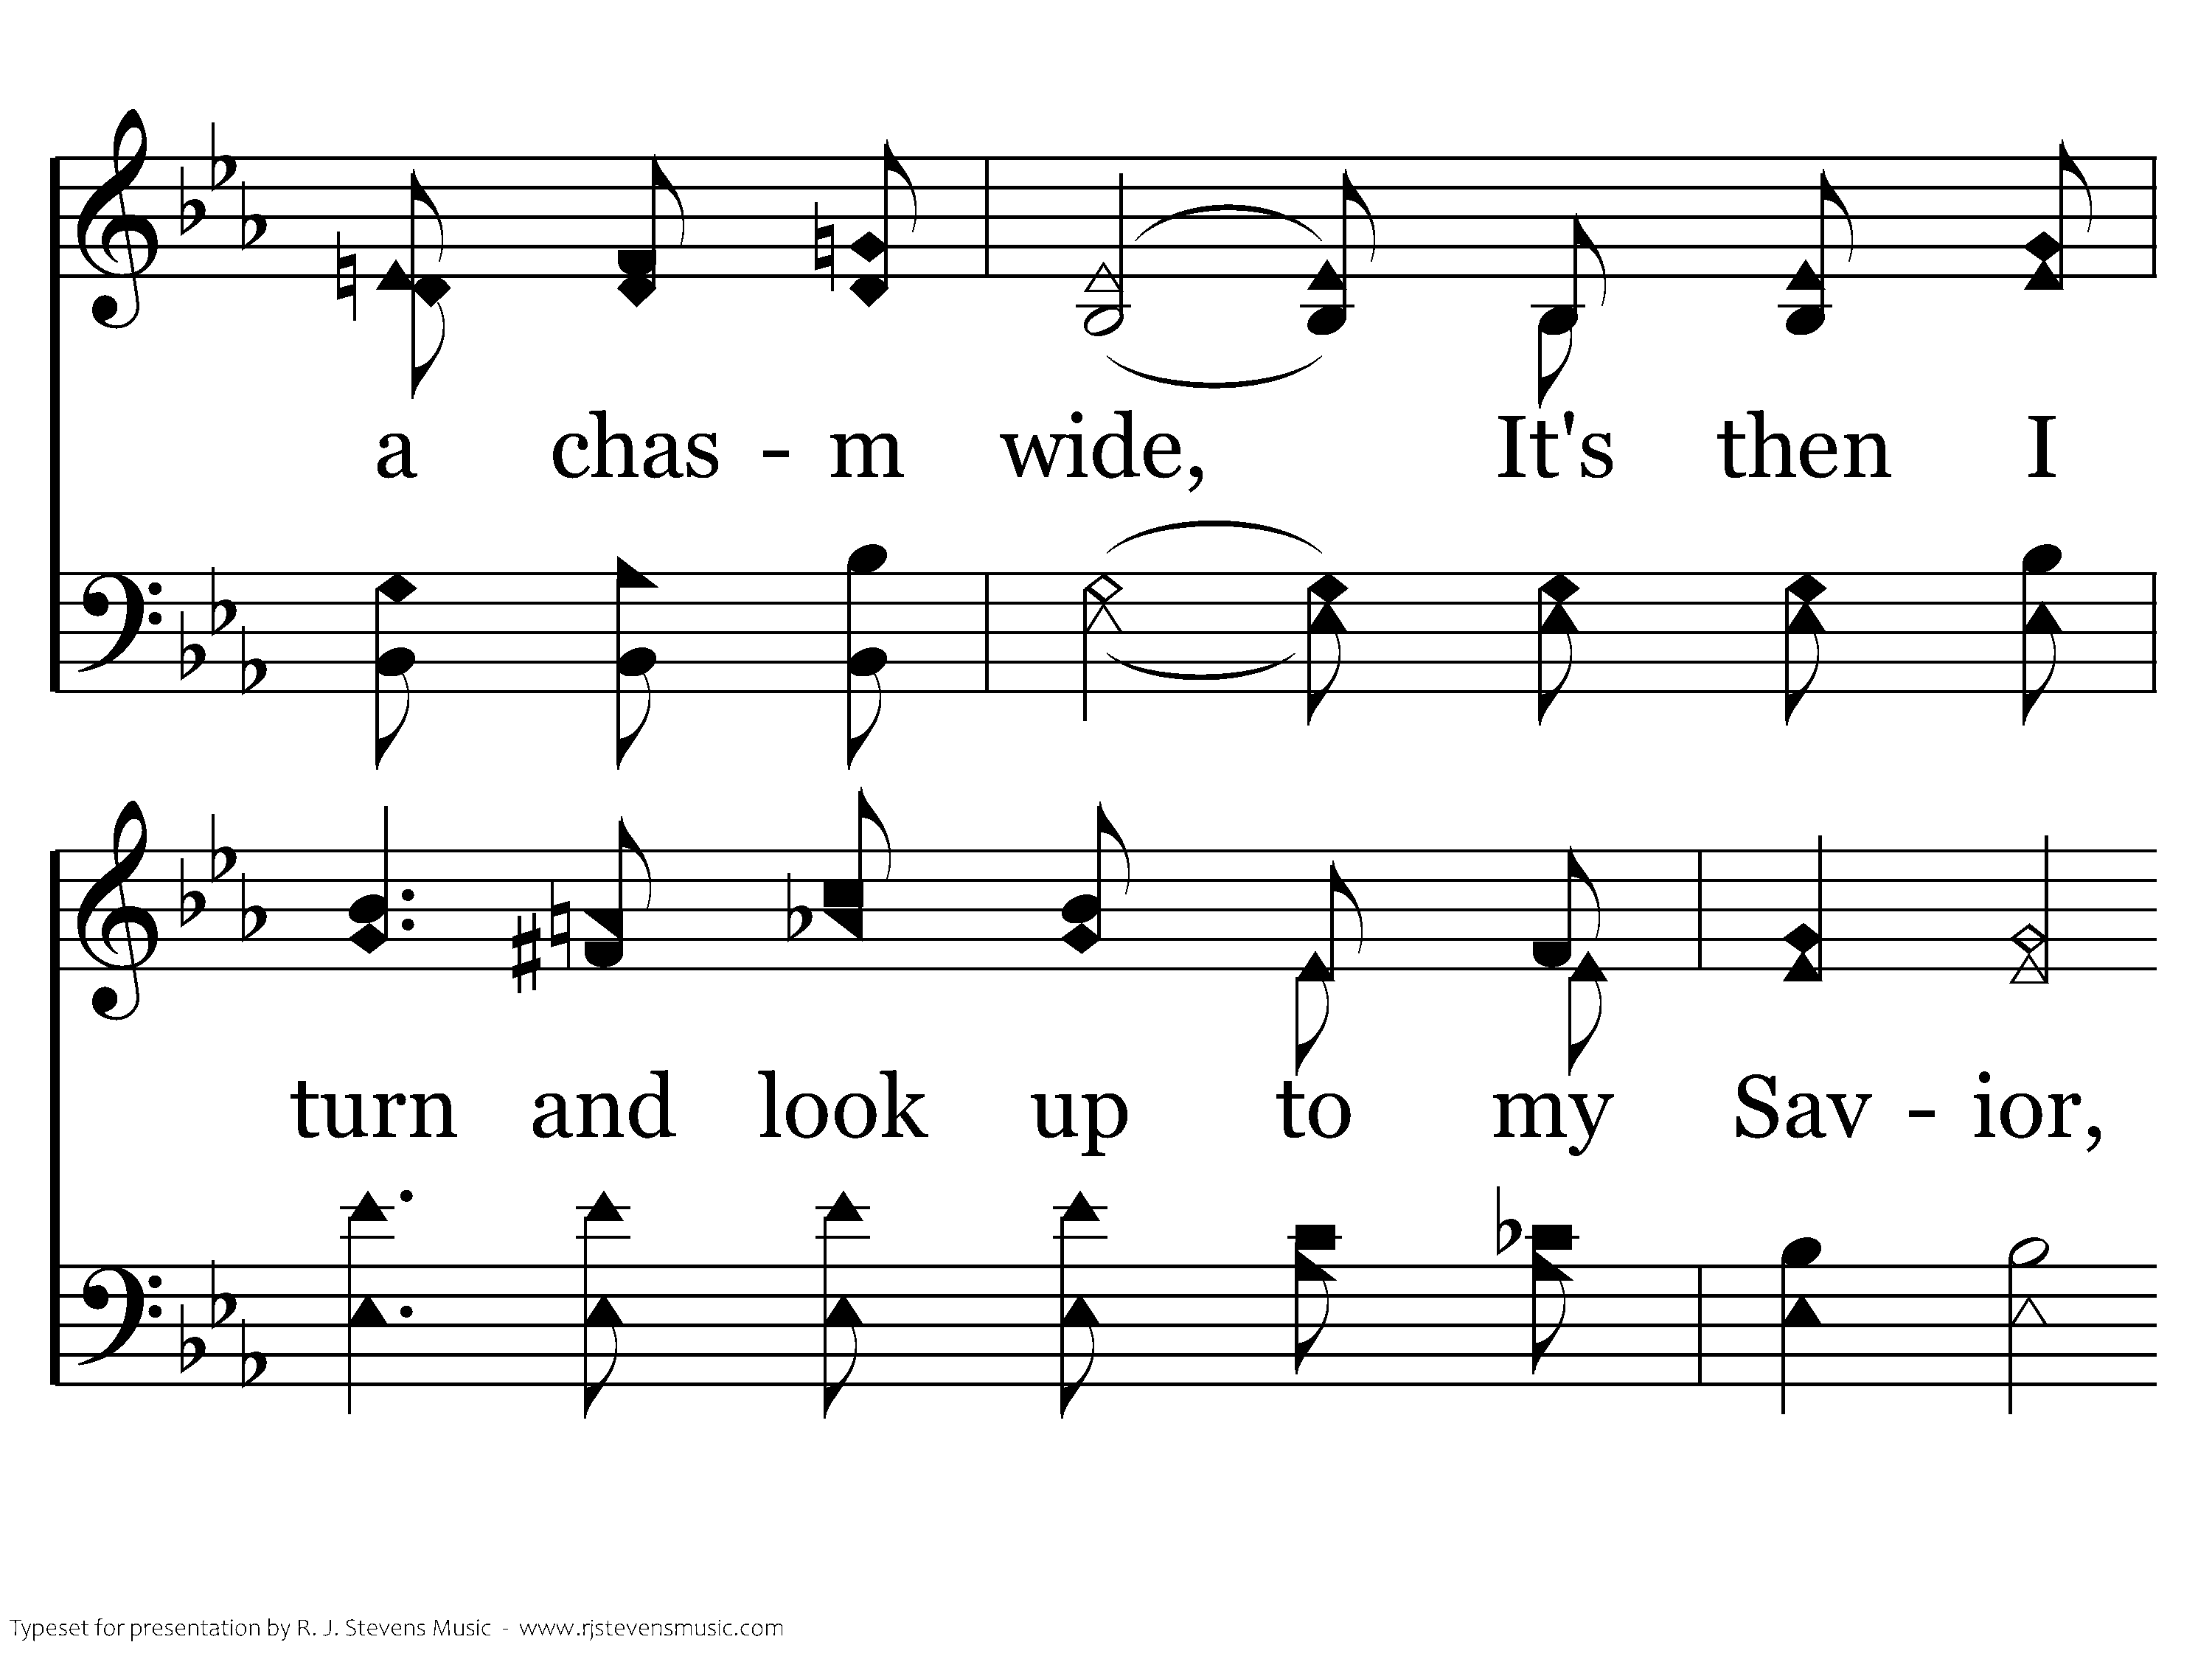 a chas - m wide, It's then I
turn and look up to my Sav - ior,
Typeset for presentation by R. J. Stevens Music - www.rjstevensmusic.com